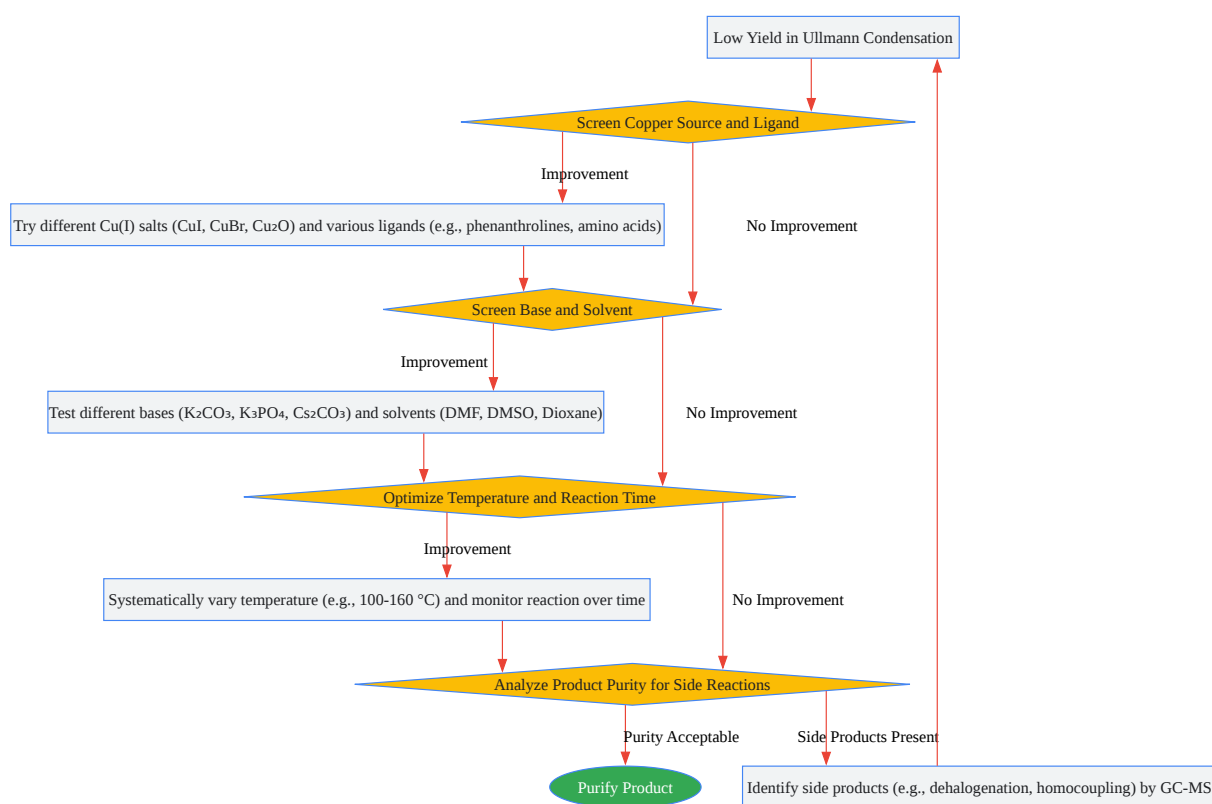 Low Yield in Ullmann Condensation
Screen Copper Source and Ligand
Improvement
Try different Cu(I) salts (CuI, CuBr, Cu₂O) and various ligands (e.g., phenanthrolines, amino acids)
No Improvement
Screen Base and Solvent
Improvement
Test different bases (K₂CO₃, K₃PO₄, Cs₂CO₃) and solvents (DMF, DMSO, Dioxane)
No Improvement
Optimize Temperature and Reaction Time
Improvement
Systematically vary temperature (e.g., 100-160 °C) and monitor reaction over time
No Improvement
Analyze Product Purity for Side Reactions
Purity Acceptable
Side Products Present
Purify Product
Identify side products (e.g., dehalogenation, homocoupling) by GC-MS